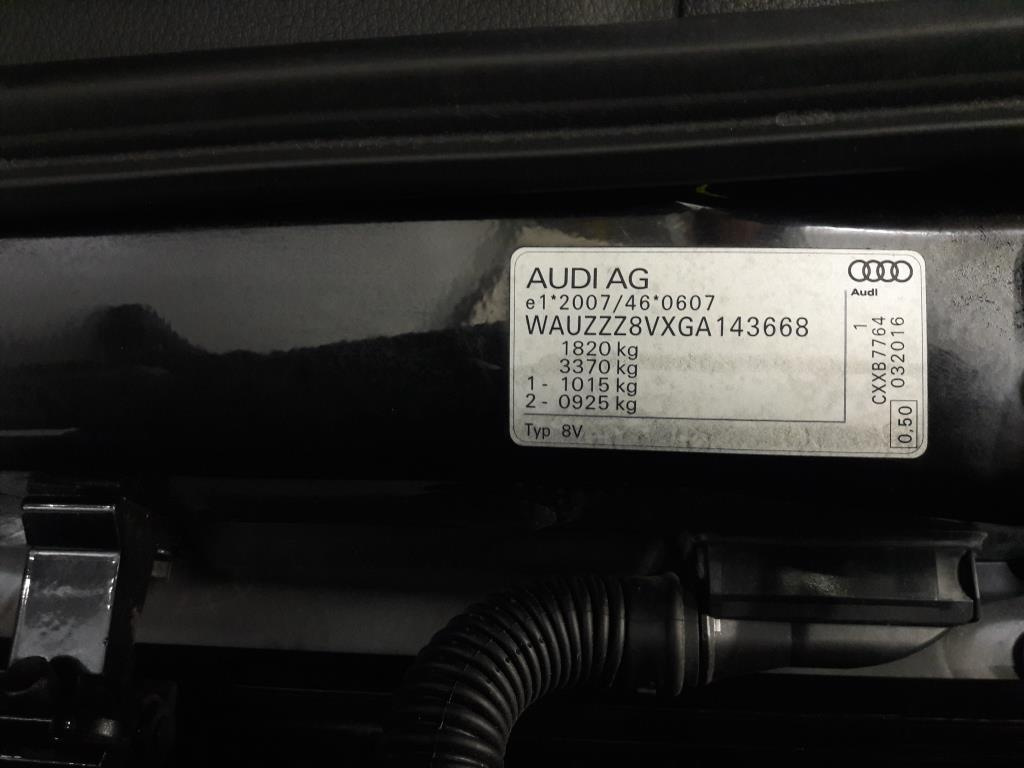 AUDI AG
e1*2007/46*0607
WAUZZZ8VXGA143668
1820 kg
3370 kg
1 - 1015 kg
2 - 0925 kg
Typ 8V
Audi
CXXB7764 1
0,50 032016